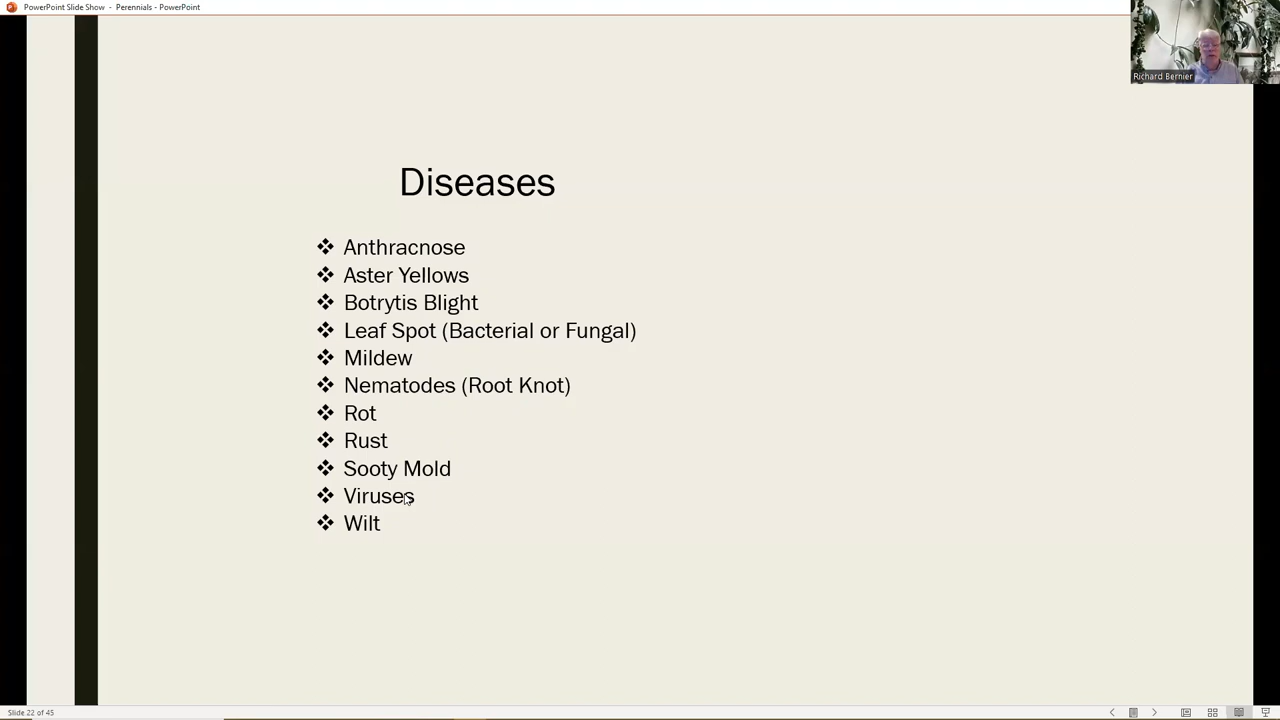 PowerPoint Slide Show - Perennials - PowerPoint
Richard Bernier
Diseases
❖ Anthracnose
❖ Aster Yellows
❖ Botrytis Blight
❖ Leaf Spot (Bacterial or Fungal)
❖ Mildew
❖ Nematodes (Root Knot)
❖ Rot
❖ Rust
❖ Sooty Mold
❖ Viruses
❖ Wilt
Slide 22 of 45